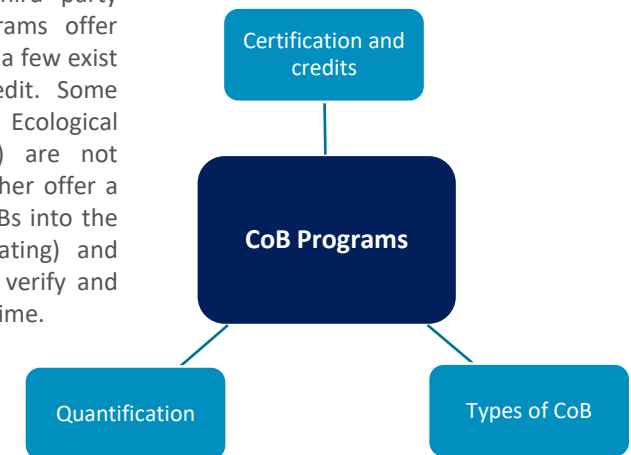 hird party
rams offer
a few exist
edit. Some
Ecological
) are not
her offer a
Bs into the
ating) and
verify and
ime.
Certification and
credits
CoB Programs
Quantification
Types of CoB